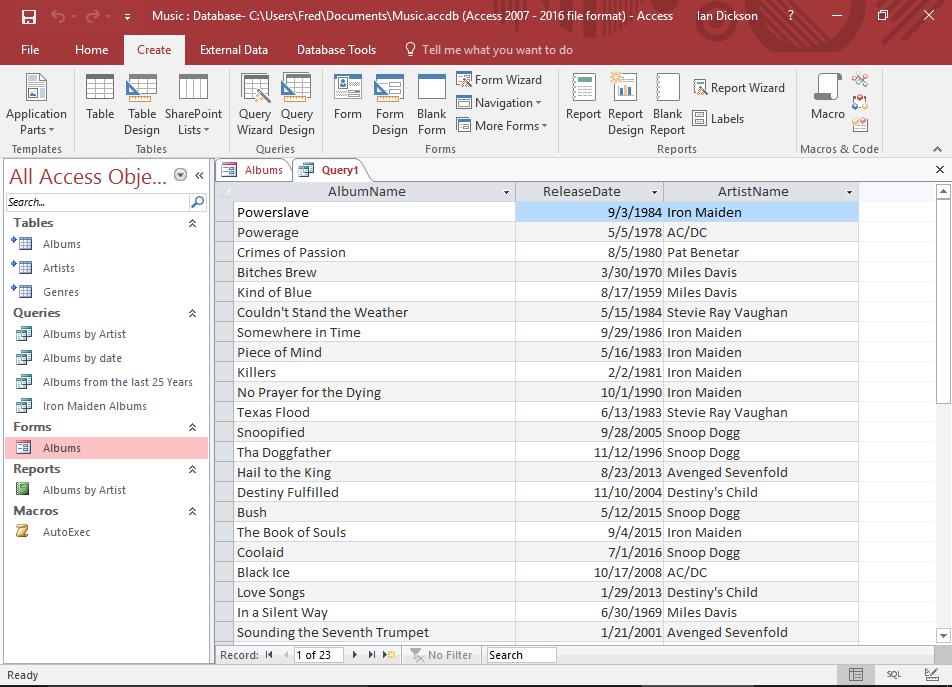 Music : Database- C:\Users\Fred\Documents\Music.accdb (Access 2007 - 2016 file format) - Access Ian Dickson ?
File Home Create External Data Database Tools Tell me what you want to do
Application Parts Table Table Design SharePoint Lists Query Wizard Query Design Form Form Design Blank Form Form Wizard Navigation More Forms Report Report Design Blank Report Report Wizard Labels Macro
Templates Tables Queries Forms Reports Macros & Code
All Access Obje... «
Search...
Tables
Albums
Artists
Genres
Queries
Albums by Artist
Albums by date
Albums from the last 25 Years
Iron Maiden Albums
Forms
Albums
Reports
Albums by Artist
Macros
AutoExec
Albums Query1
AlbumName ReleaseDate ArtistName
Powerslave 9/3/1984 Iron Maiden
Powerage 5/5/1978 AC/DC
Crimes of Passion 8/5/1980 Pat Benetar
Bitches Brew 3/30/1970 Miles Davis
Kind of Blue 8/17/1959 Miles Davis
Couldn't Stand the Weather 5/15/1984 Stevie Ray Vaughan
Somewhere in Time 9/29/1986 Iron Maiden
Piece of Mind 5/16/1983 Iron Maiden
Killers 2/2/1981 Iron Maiden
No Prayer for the Dying 10/1/1990 Iron Maiden
Texas Flood 6/13/1983 Stevie Ray Vaughan
Snoopified 9/28/2005 Snoop Dogg
Tha Doggfather 11/12/1996 Snoop Dogg
Hail to the King 8/23/2013 Avenged Sevenfold
Destiny Fulfilled 11/10/2004 Destiny's Child
Bush 5/12/2015 Snoop Dogg
The Book of Souls 9/4/2015 Iron Maiden
Coolaid 7/1/2016 Snoop Dogg
Black Ice 10/17/2008 AC/DC
Love Songs 1/29/2013 Destiny's Child
In a Silent Way 6/30/1969 Miles Davis
Sounding the Seventh Trumpet 1/21/2001 Avenged Sevenfold
Record: 1 of 23 No Filter Search
Ready SQL